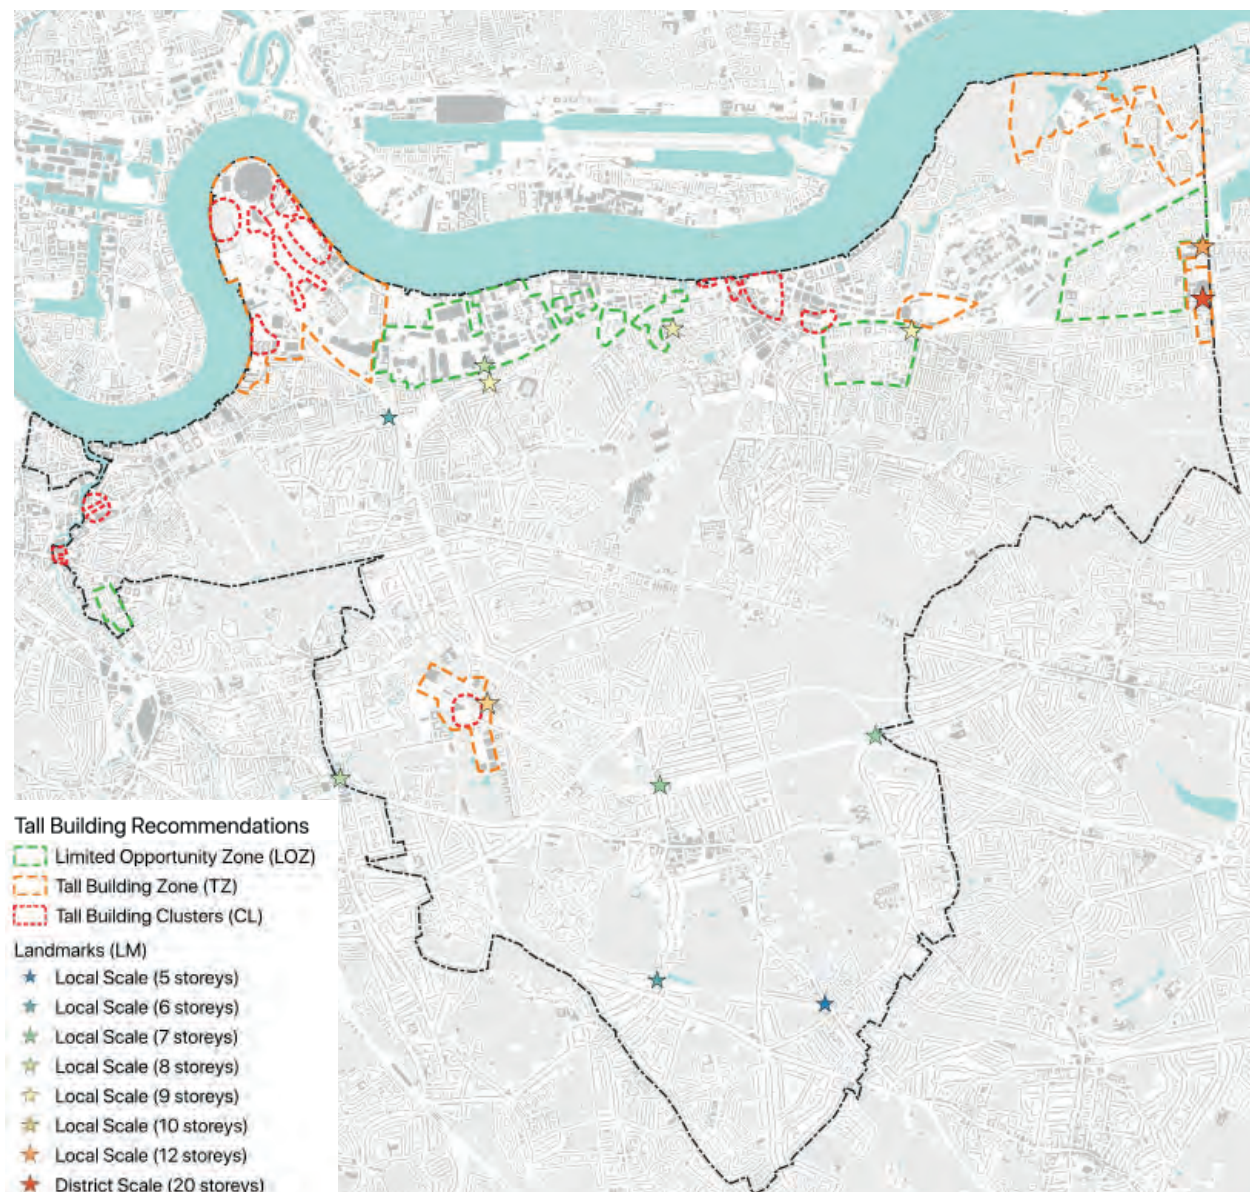 Tall Building Recommendations
Limited Opportunity Zone (LOZ)
Tall Building Zone (TZ)
Tall Building Clusters (CL)
Landmarks (LM)
Local Scale (5 storeys)
Local Scale (6 storeys)
Local Scale (7 storeys)
Local Scale (8 storeys)
Local Scale (9 storeys)
Local Scale (10 storeys)
Local Scale (12 storeys)
District Scale (20 storeys)